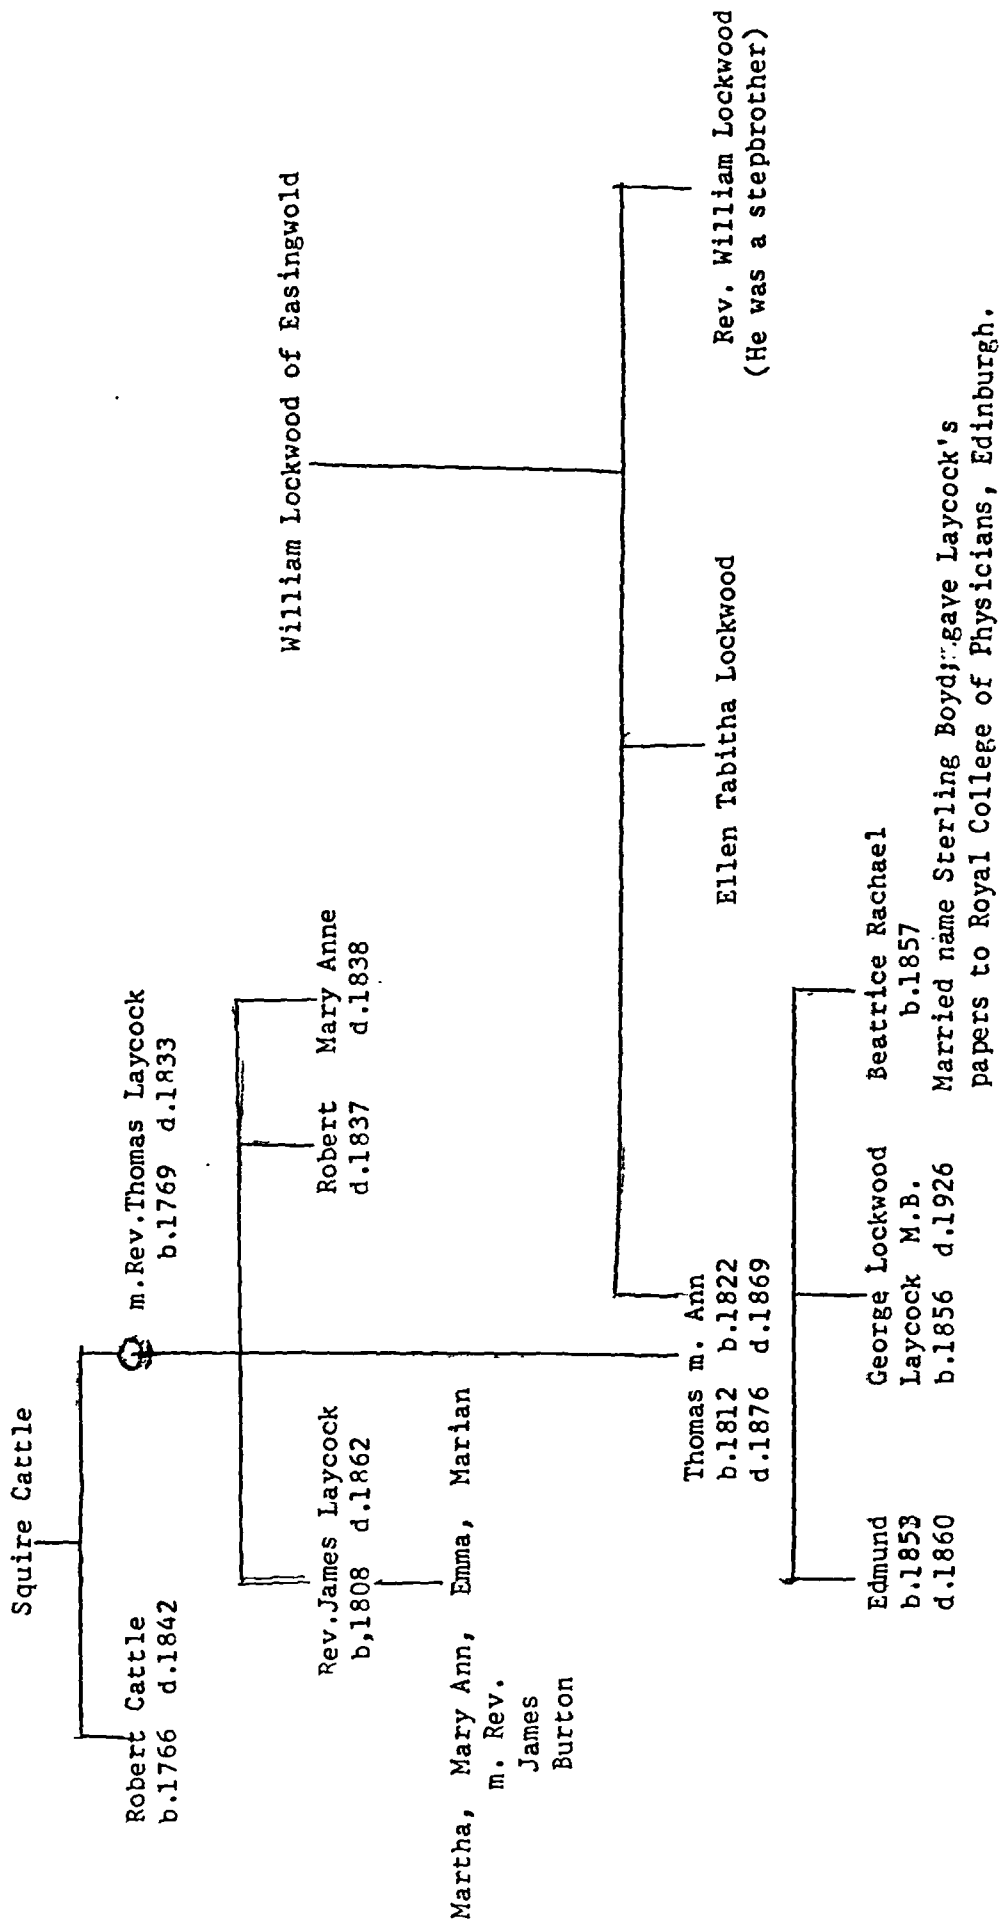 Squire Cattle
Robert Cattle
b.1766 d.1842
m.Rev.Thomas Laycock
b.1769 d.1833
William Lockwood of Easingwold
Rev.James Laycock
b,1808 d.1862
Robert
d.1837
Mary Anne
d.1838
Martha, Mary Ann, Emma, Marian
m. Rev.
James
Burton
Thomas m. Ann
b.1812 b.1822
d.1876 d.1869
Ellen Tabitha Lockwood
Rev. William Lockwood
(He was a stepbrother)
Edmund
b.1853
d.1860
George Lockwood
Laycock M.B.
b.1856 d.1926
Beatrice Rachael
b.1857
Married name Sterling Boyd; gave Laycock's
papers to Royal College of Physicians, Edinburgh.